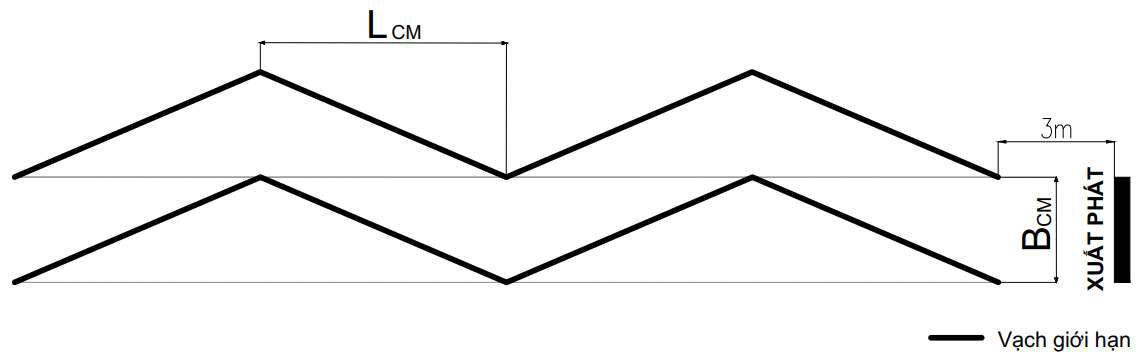 L CM
3m
B CM
XUẤT PHÁT
Vạch giới hạn